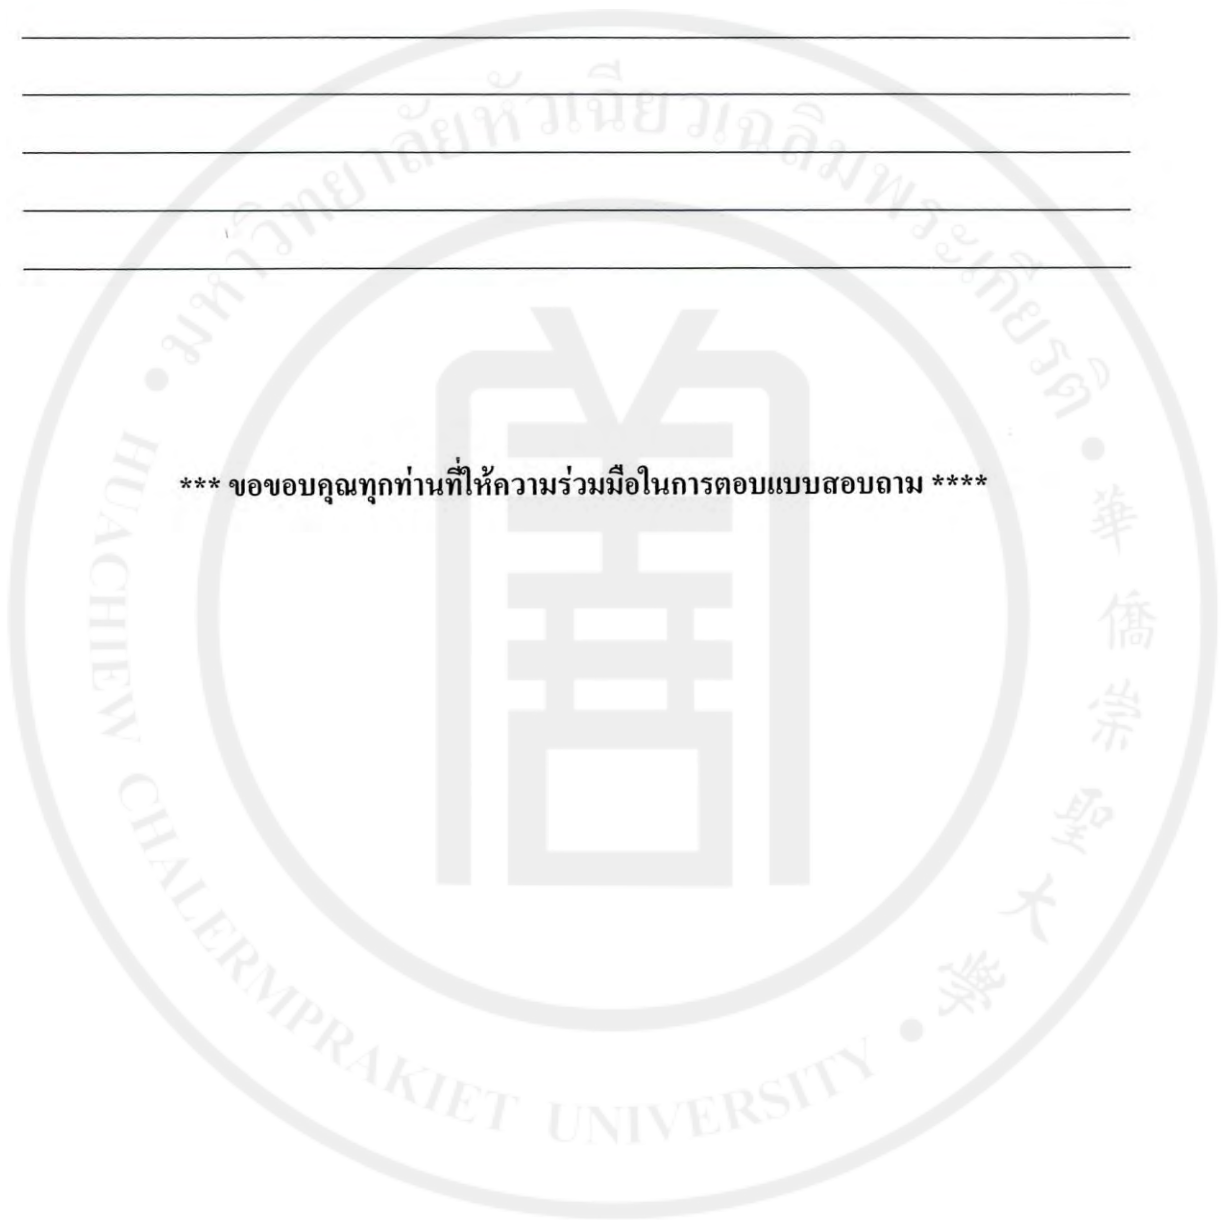 *** ขอขอบคุณทุกท่านที่ให้ความร่วมมือในการตอบแบบสอบถาม ****
มหาวิทยาลัยหัวเฉียวเฉลิมพระเกียรติ
HUACHIEW CHALERMPRAKIET UNIVERSITY
華僑崇聖大學